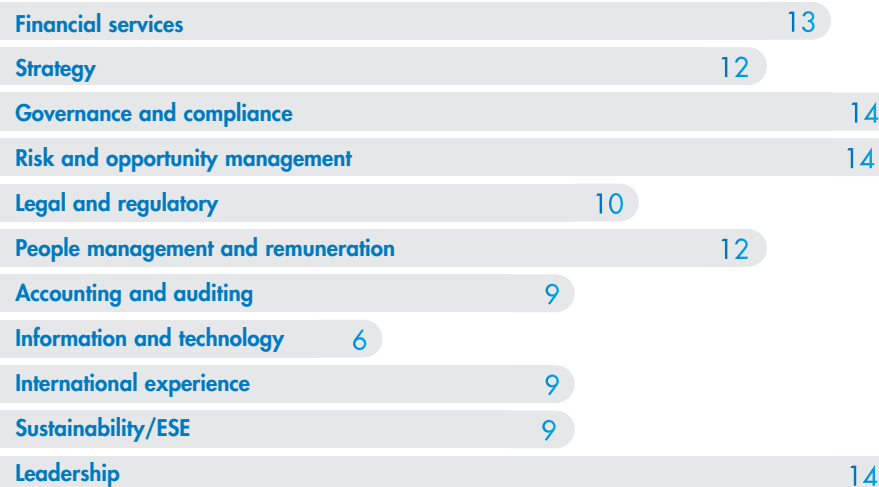 Financial services 13
Strategy 12
Governance and compliance 14
Risk and opportunity management 14
Legal and regulatory 10
People management and remuneration 12
Accounting and auditing 9
Information and technology 6
International experience 9
Sustainability/ESE 9
Leadership 14